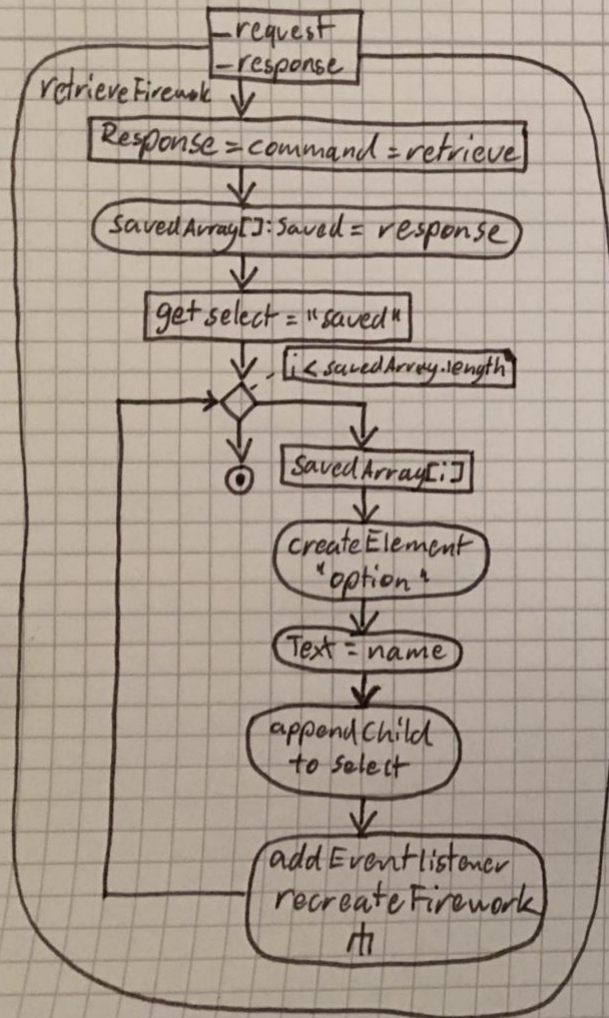 -request
-response
retrieveFirework
Response=command=retrieve
savedArray[]:Saved= response
get select = "saved"
i < savedArray.length
savedArray[i]
createElement
"option"
Text = name
appendChild
to select
addEventlistener
recreateFirework